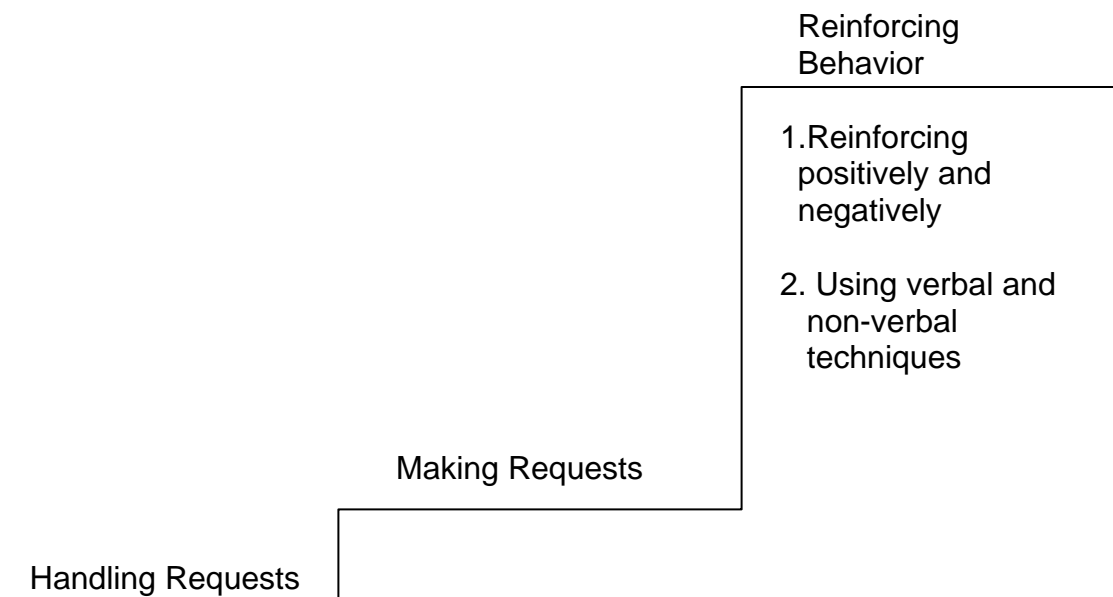 Reinforcing
Behavior
1.Reinforcing
positively and
negatively
2. Using verbal and
non-verbal
techniques
Making Requests
Handling Requests